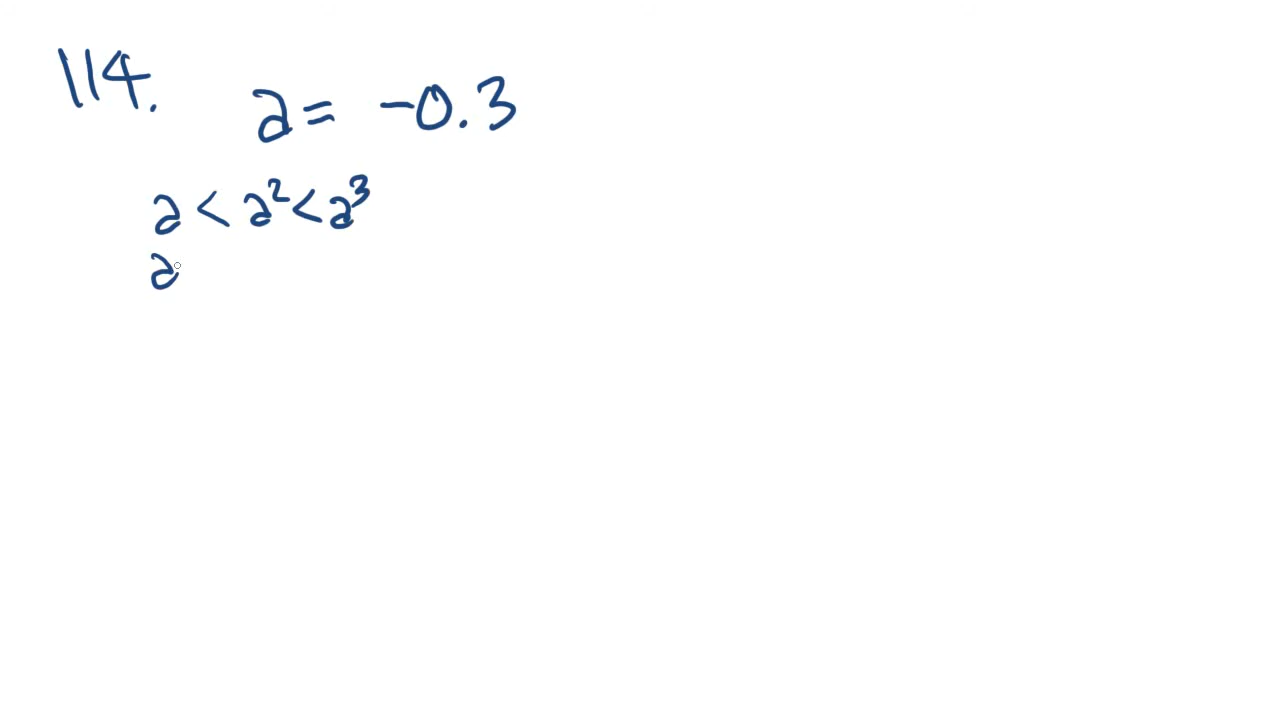 114.
a = -0.3
a < a² < a³
a